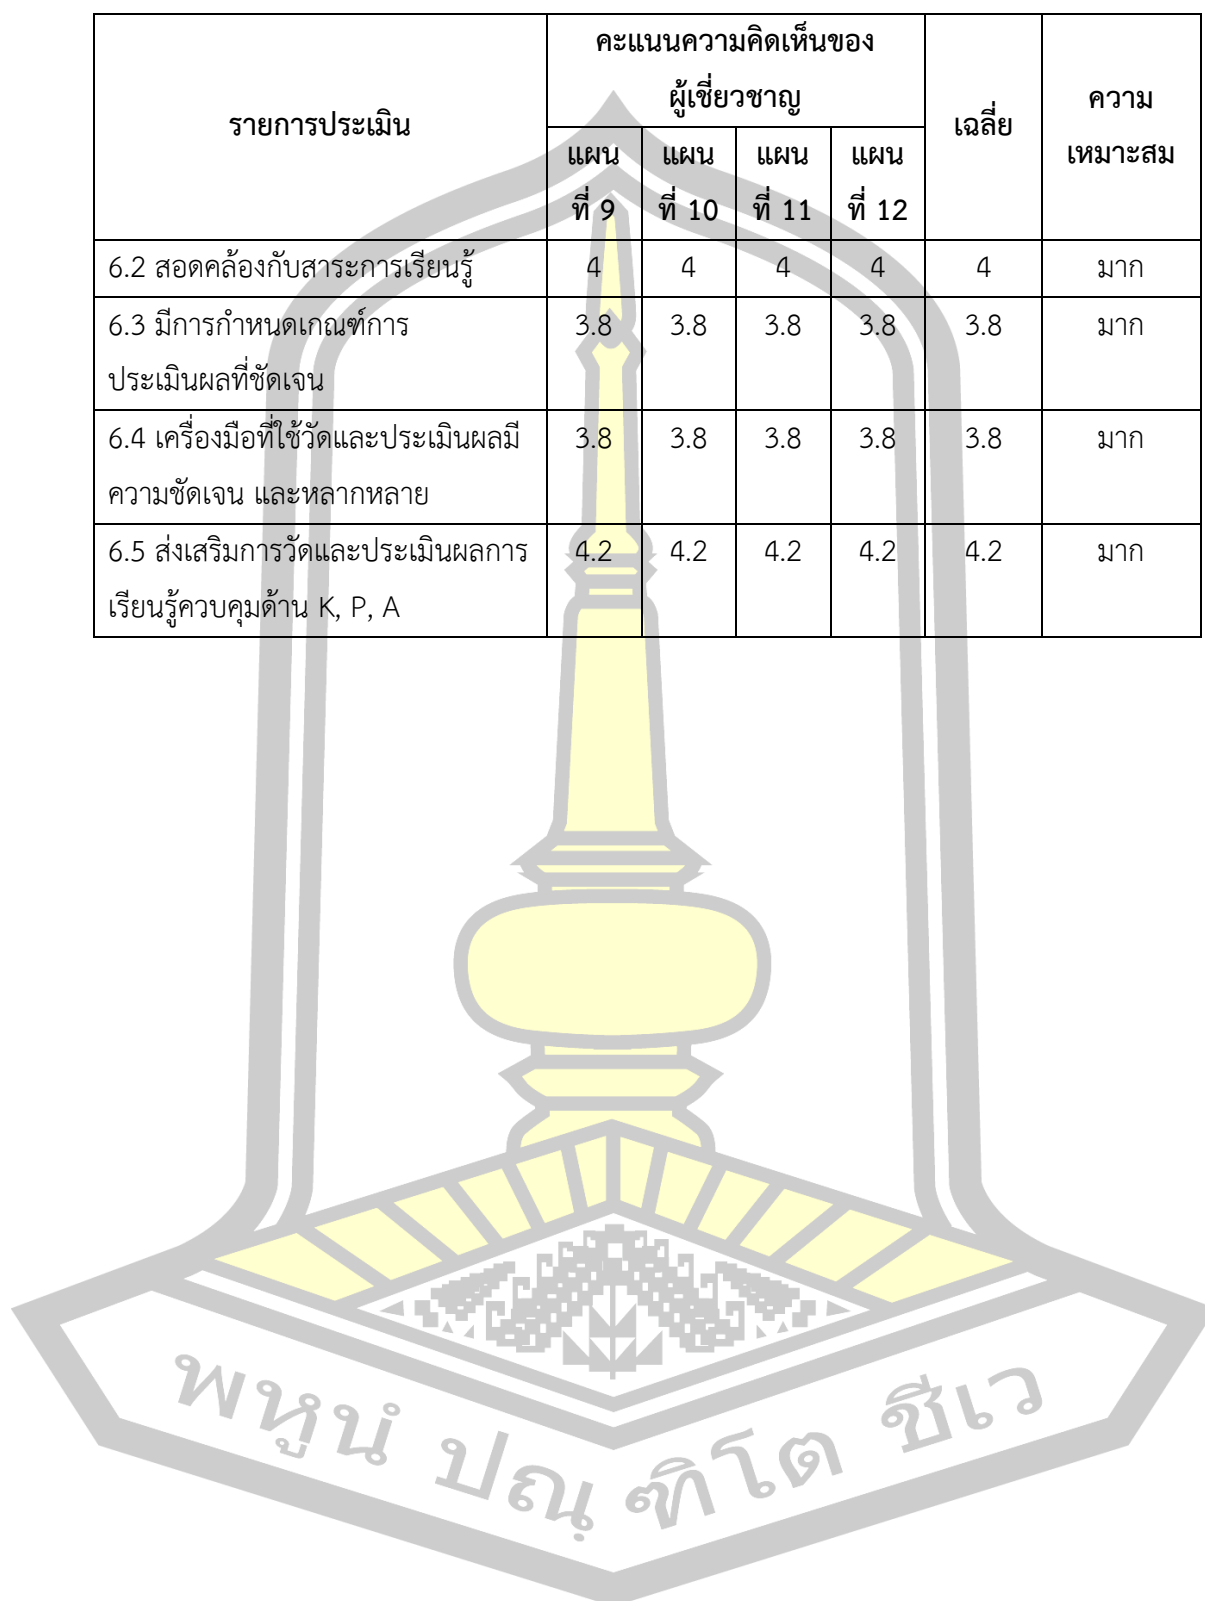 รายการประเมิน
คะแนนความคิดเห็นของ
ผู้เชี่ยวชาญ
เฉลี่ย
ความ
เหมาะสม
แผน แผน แผน แผน
ที่ 9 ที่ 10 ที่ 11 ที่ 12
6.2 สอดคล้องกับสาระการเรียนรู้ 4 4 4 4 4 มาก
6.3 มีการกำหนดเกณฑ์การ 3.8 3.8 3.8 3.8 3.8 มาก
ประเมินผลที่ชัดเจน
6.4 เครื่องมือที่ใช้วัดและประเมินผลมี 3.8 3.8 3.8 3.8 3.8 มาก
ความชัดเจน และหลากหลาย
6.5 ส่งเสริมการวัดและประเมินผลการ 4.2 4.2 4.2 4.2 4.2 มาก
เรียนรู้ควบคุมด้าน K, P, A
พหูนํ ปณฺฑิโต ชีเว